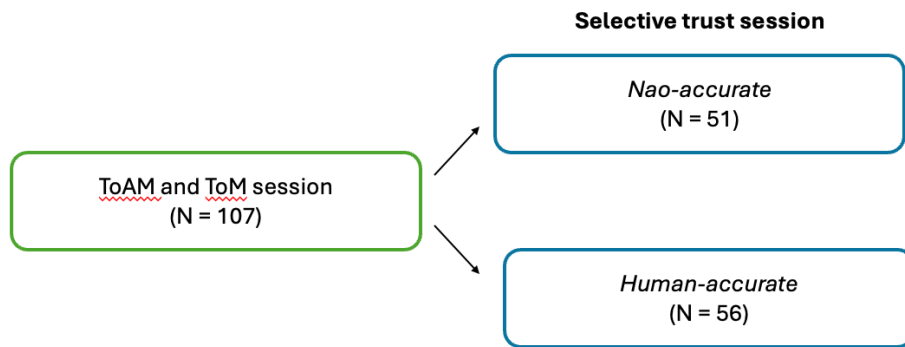 Selective trust session
Nao-accurate
(N = 51)
ToAM and ToM session
(N = 107)
Human-accurate
(N = 56)